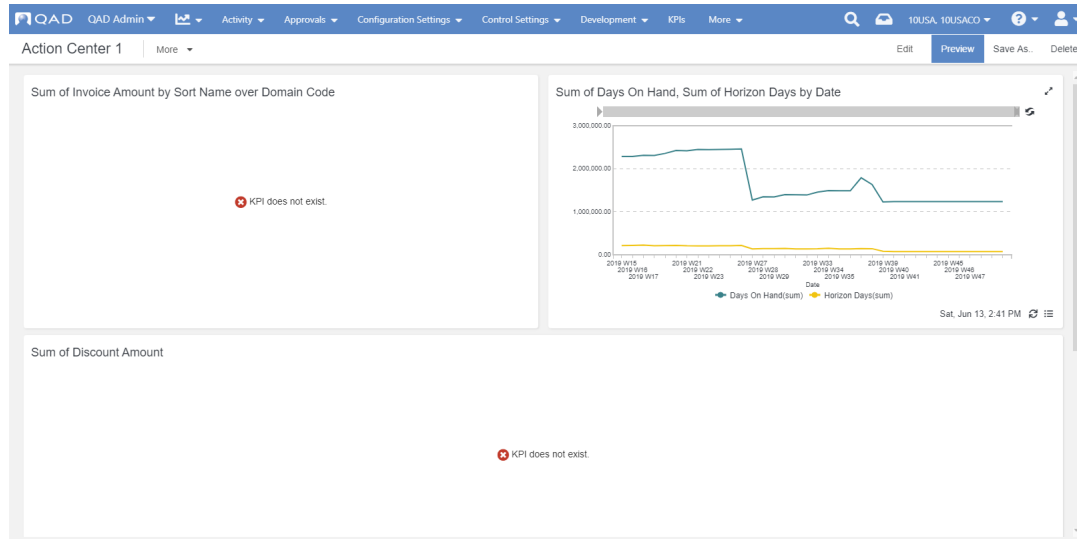 QAD QAD Admin Activity Approvals Configuration Settings Control Settings Development KPIs More 10USA, 10USACO ?
Action Center 1 More Edit Preview Save As.. Delete
Sum of Invoice Amount by Sort Name over Domain Code
KPI does not exist.
Sum of Days On Hand, Sum of Horizon Days by Date
3,000,000.00
2,000,000.00
1,000,000.00
0.00
2019 W15 2019 W21 2019 W27 2019 W33 2019 W39 2019 W45
2019 W16 2019 W22 2019 W28 2019 W34 2019 W40 2019 W46
2019 W17 2019 W23 2019 W29 2019 W35 2019 W41 2019 W47
Date
Days On Hand(sum) Horizon Days(sum)
Sat, Jun 13, 2:41 PM
Sum of Discount Amount
KPI does not exist.